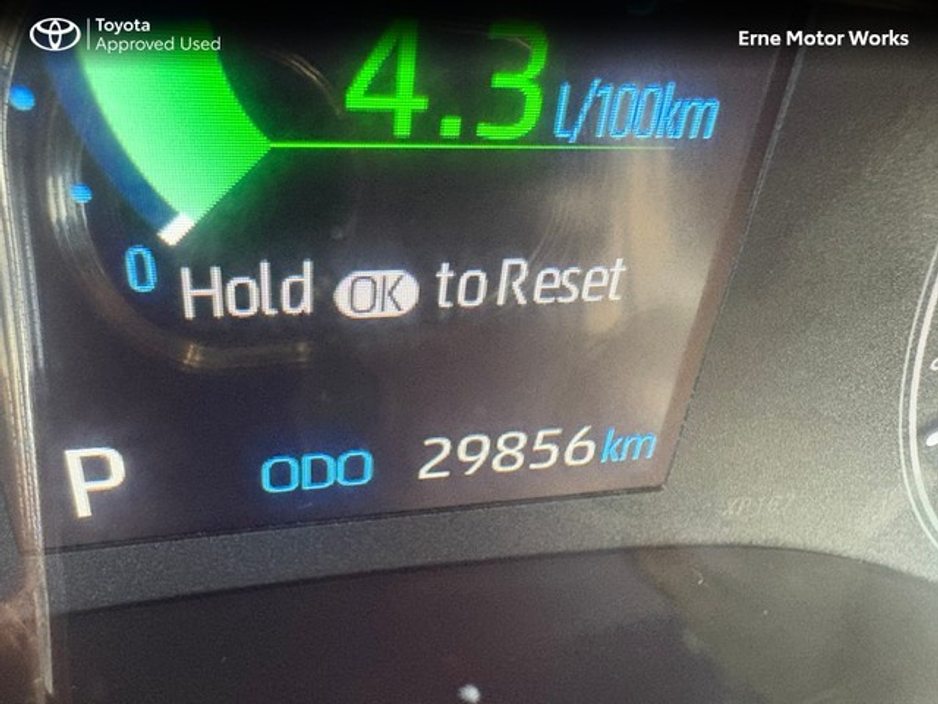 Toyota
Approved Used
Erne Motor Works
4.3 L/100km
0
Hold OK to Reset
P ODO 29856 km